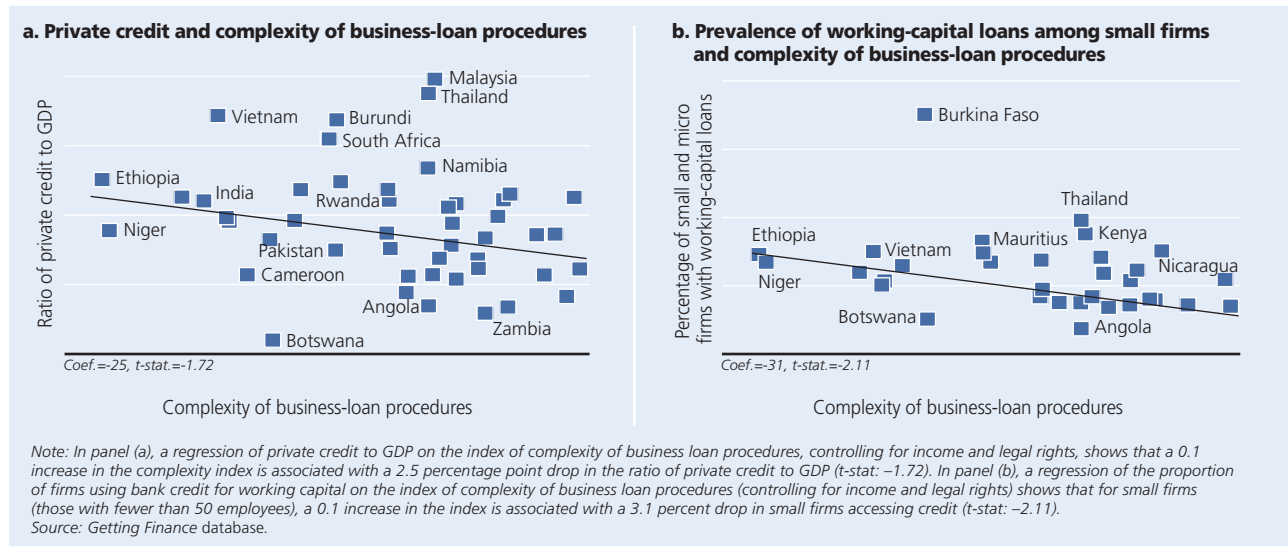 a. Private credit and complexity of business-loan procedures
Ratio of private credit to GDP
Malaysia
Thailand
Vietnam
Burundi
South Africa
Namibia
Ethiopia
India
Rwanda
Niger
Pakistan
Cameroon
Angola
Zambia
Botswana
Coef.=-25, t-stat.=-1.72
Complexity of business-loan procedures
b. Prevalence of working-capital loans among small firms
and complexity of business-loan procedures
Percentage of small and micro
firms with working-capital loans
Burkina Faso
Thailand
Ethiopia
Vietnam
Mauritius
Kenya
Niger
Nicaragua
Botswana
Angola
Coef.=-31, t-stat.=-2.11
Complexity of business-loan procedures
Note: In panel (a), a regression of private credit to GDP on the index of complexity of business loan procedures, controlling for income and legal rights, shows that a 0.1
increase in the complexity index is associated with a 2.5 percentage point drop in the ratio of private credit to GDP (t-stat: –1.72). In panel (b), a regression of the proportion
of firms using bank credit for working capital on the index of complexity of business loan procedures (controlling for income and legal rights) shows that for small firms
(those with fewer than 50 employees), a 0.1 increase in the index is associated with a 3.1 percent drop in small firms accessing credit (t-stat: –2.11).
Source: Getting Finance database.